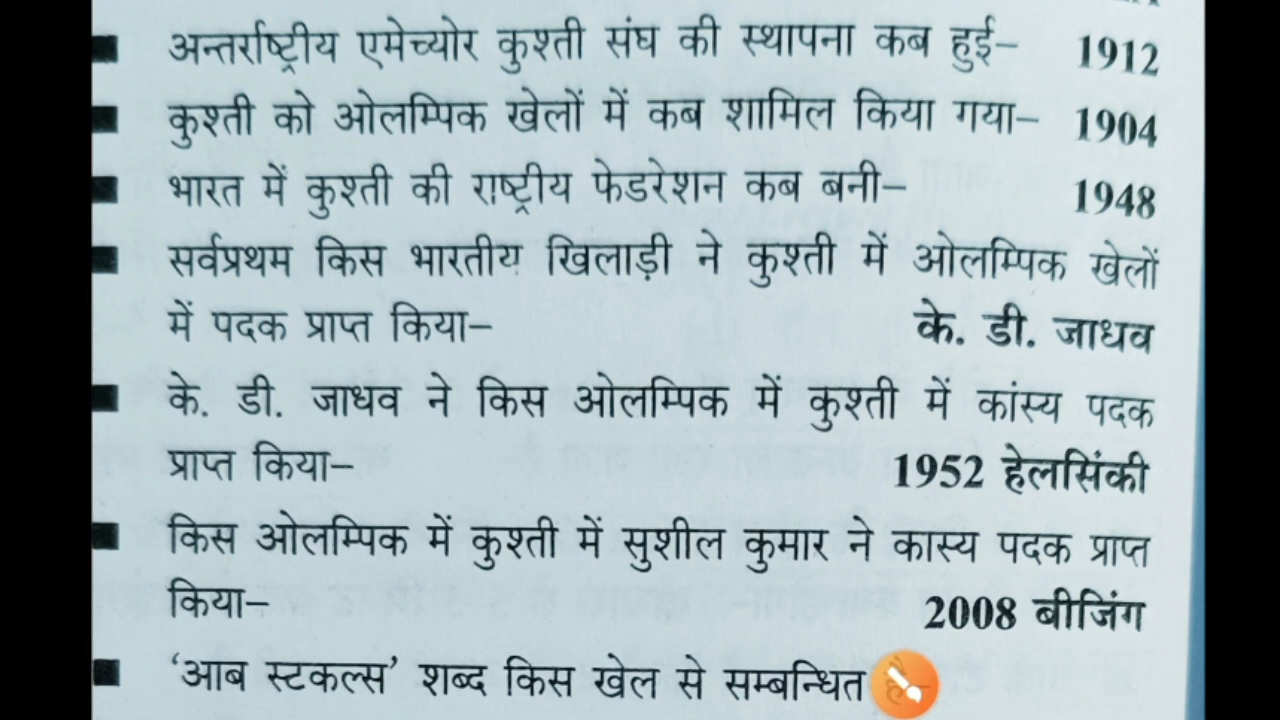 ■ अन्तर्राष्ट्रीय एमेच्योर कुश्ती संघ की स्थापना कब हुई– 1912
■ कुश्ती को ओलम्पिक खेलों में कब शामिल किया गया– 1904
■ भारत में कुश्ती की राष्ट्रीय फेडरेशन कब बनी– 1948
■ सर्वप्रथम किस भारतीय खिलाड़ी ने कुश्ती में ओलम्पिक खेलों
में पदक प्राप्त किया– के. डी. जाधव
■ के. डी. जाधव ने किस ओलम्पिक में कुश्ती में कांस्य पदक
प्राप्त किया– 1952 हेलसिंकी
■ किस ओलम्पिक में कुश्ती में सुशील कुमार ने कास्य पदक प्राप्त
किया– 2008 बीजिंग
■ ‘आब स्टकल्स’ शब्द किस खेल से सम्बन्धित है–